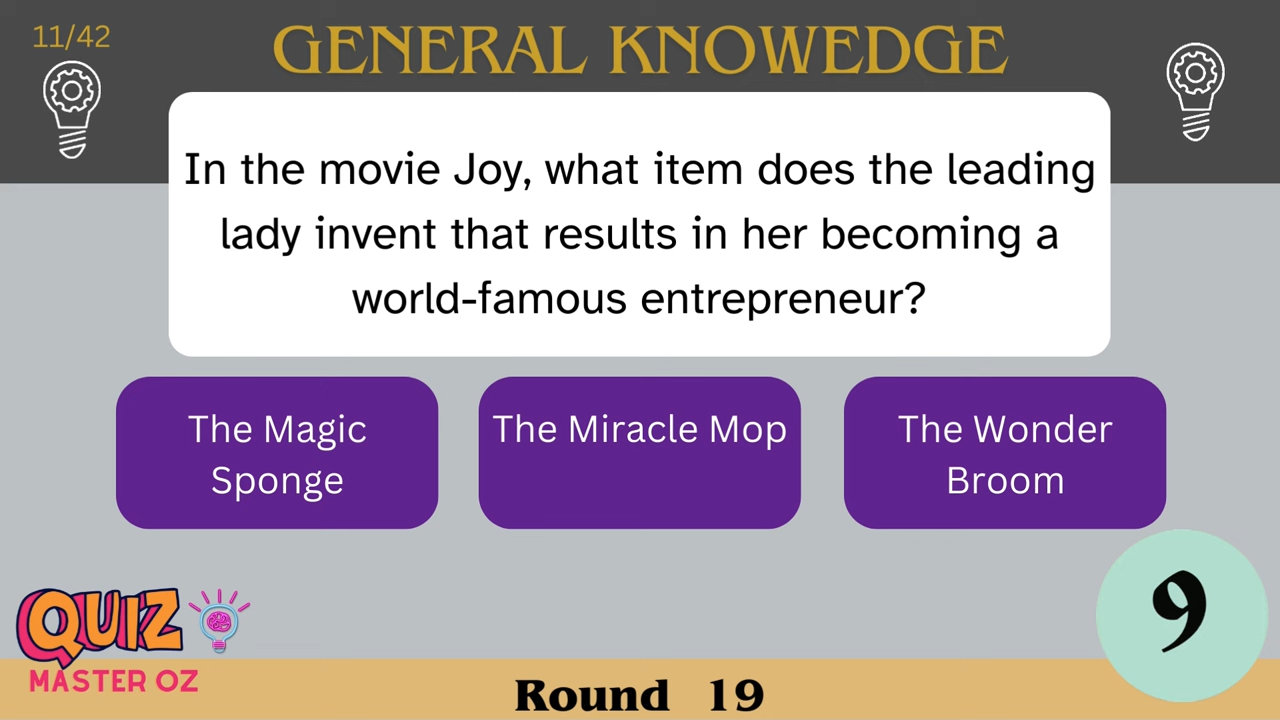 11/42
GENERAL KNOWEDGE
In the movie Joy, what item does the leading
lady invent that results in her becoming a
world-famous entrepreneur?
The Magic
Sponge
The Miracle Mop
The Wonder
Broom
9
QUIZ
MASTER OZ
Round 19